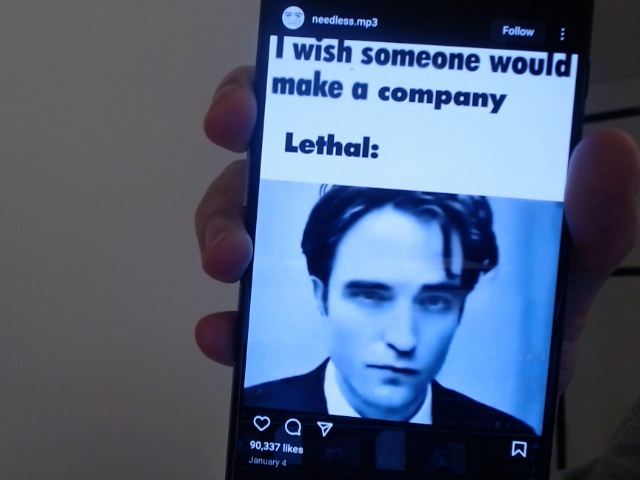 needless.mp3
Follow
I wish someone would
make a company
Lethal:
90,337 likes
January 4